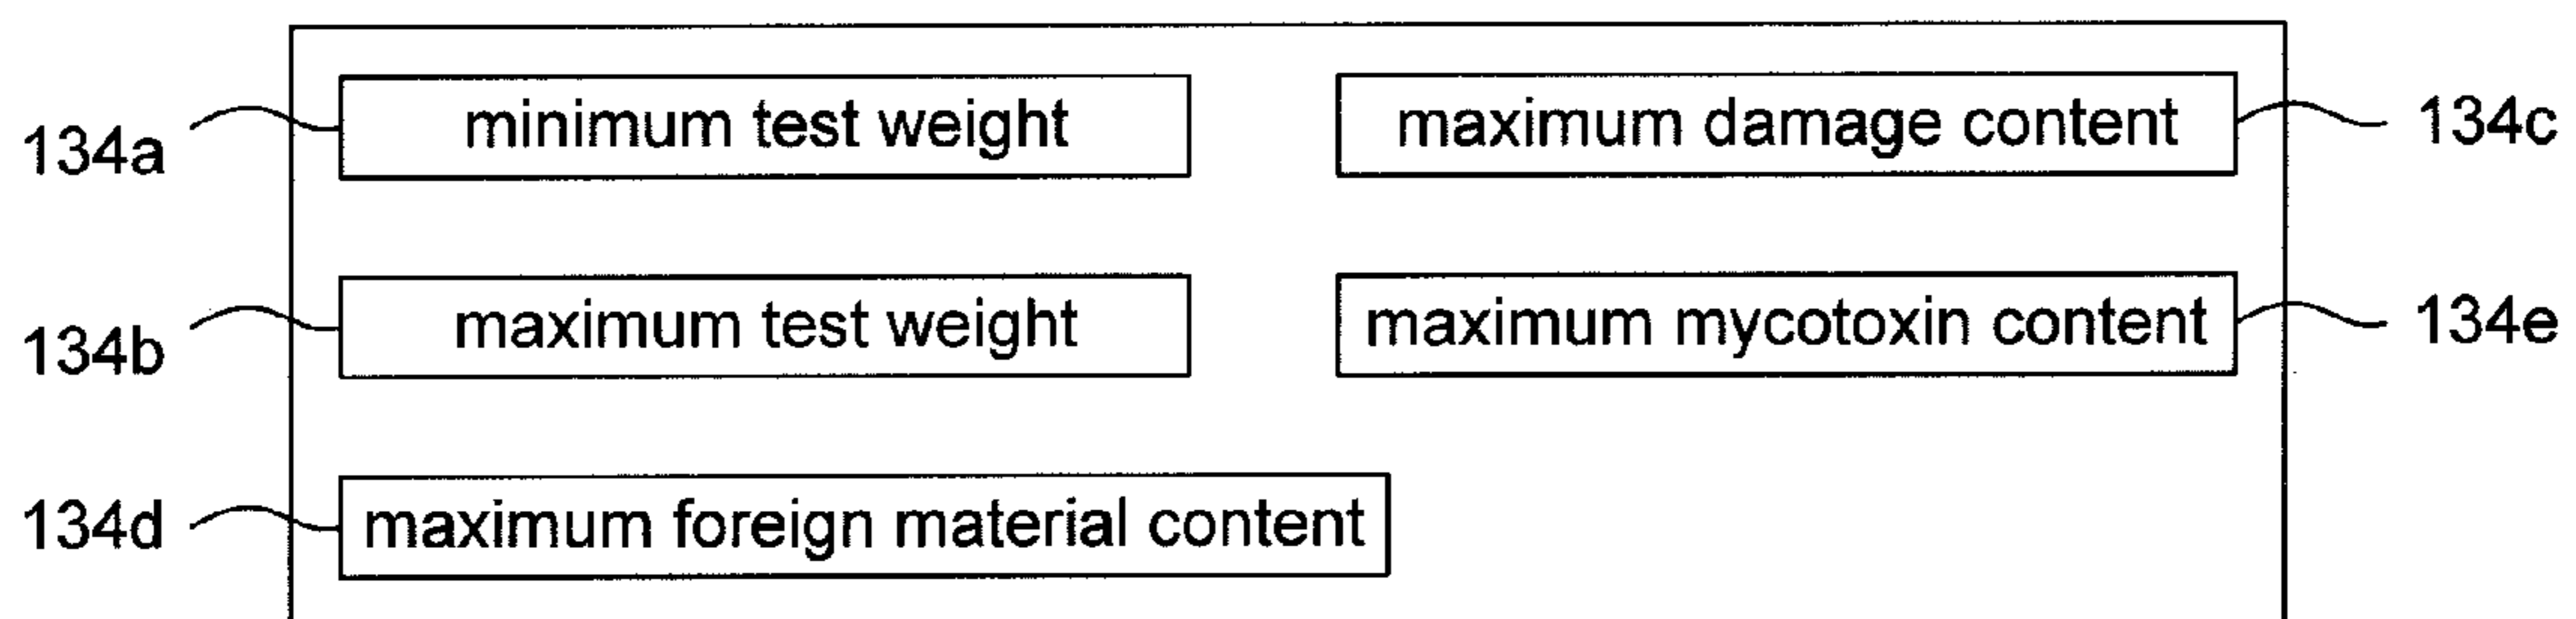 134a minimum test weight maximum damage content 134c
134b maximum test weight maximum mycotoxin content 134e
134d maximum foreign material content